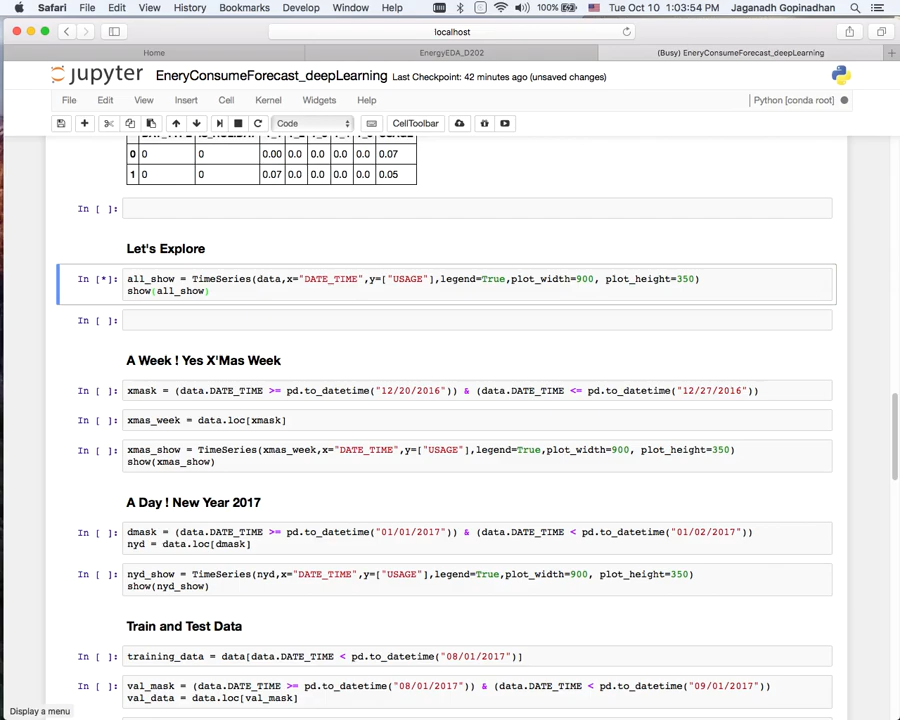 Safari File Edit View History Bookmarks Develop Window Help 100% Tue Oct 10 1:03:54 PM Jaganadh Gopinadhan
localhost
Home EnergyEDA_D202 (Busy) EneryConsumeForecast_deepLearning
jupyter EneryConsumeForecast_deepLearning Last Checkpoint: 42 minutes ago (unsaved changes)
File Edit View Insert Cell Kernel Widgets Help Python [conda root]
Code CellToolbar
0 0 0 0.00 0.0 0.0 0.0 0.0 0.07
1 0 0 0.07 0.0 0.0 0.0 0.0 0.05
In [ ]:
Let's Explore
In [*]: all_show = TimeSeries(data,x="DATE_TIME",y=["USAGE"],legend=True,plot_width=900, plot_height=350)
show(all_show)
In [ ]:
A Week ! Yes X'Mas Week
In [ ]: xmask = (data.DATE_TIME >= pd.to_datetime("12/20/2016")) & (data.DATE_TIME <= pd.to_datetime("12/27/2016"))
In [ ]: xmas_week = data.loc[xmask]
In [ ]: xmas_show = TimeSeries(xmas_week,x="DATE_TIME",y=["USAGE"],legend=True,plot_width=900, plot_height=350)
show(xmas_show)
A Day ! New Year 2017
In [ ]: dmask = (data.DATE_TIME >= pd.to_datetime("01/01/2017")) & (data.DATE_TIME < pd.to_datetime("01/02/2017"))
nyd = data.loc[dmask]
In [ ]: nyd_show = TimeSeries(nyd,x="DATE_TIME",y=["USAGE"],legend=True,plot_width=900, plot_height=350)
show(nyd_show)
Train and Test Data
In [ ]: training_data = data[data.DATE_TIME < pd.to_datetime("08/01/2017")]
In [ ]: val_mask = (data.DATE_TIME >= pd.to_datetime("08/01/2017")) & (data.DATE_TIME < pd.to_datetime("09/01/2017"))
val_data = data.loc[val_mask]
Display a menu